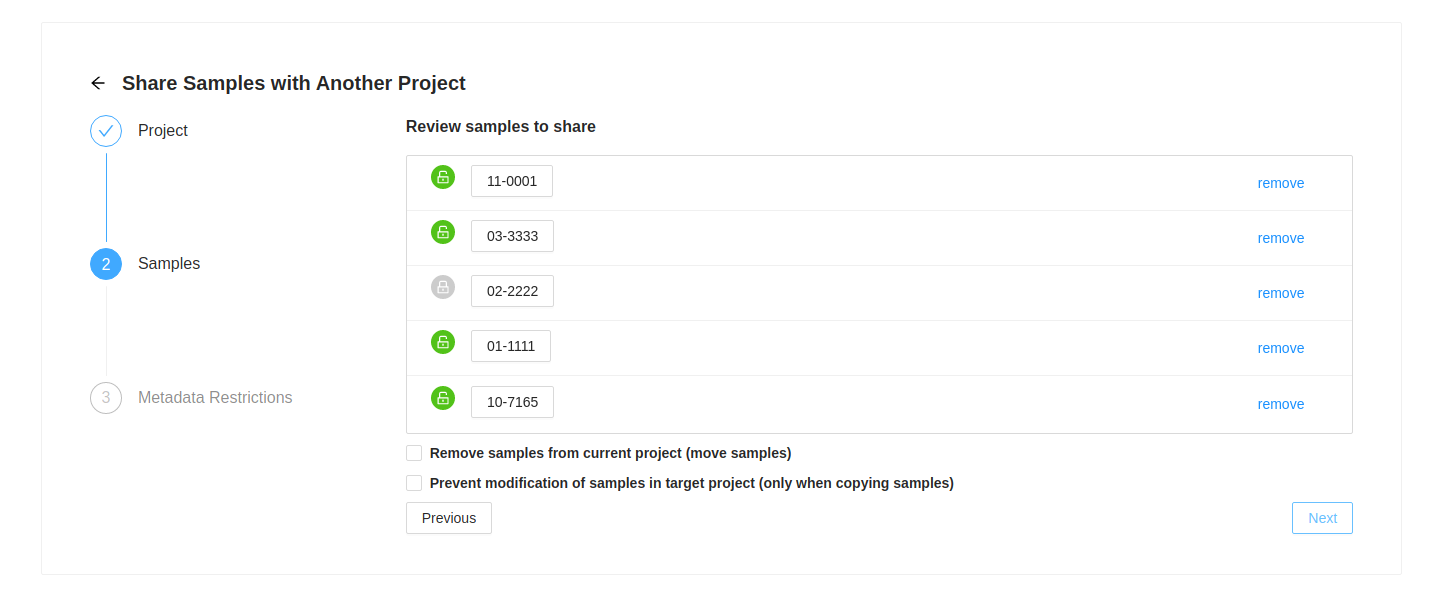 Share Samples with Another Project
Project
2 Samples
3 Metadata Restrictions
Review samples to share
11-0001 remove
03-3333 remove
02-2222 remove
01-1111 remove
10-7165 remove
Remove samples from current project (move samples)
Prevent modification of samples in target project (only when copying samples)
Previous Next